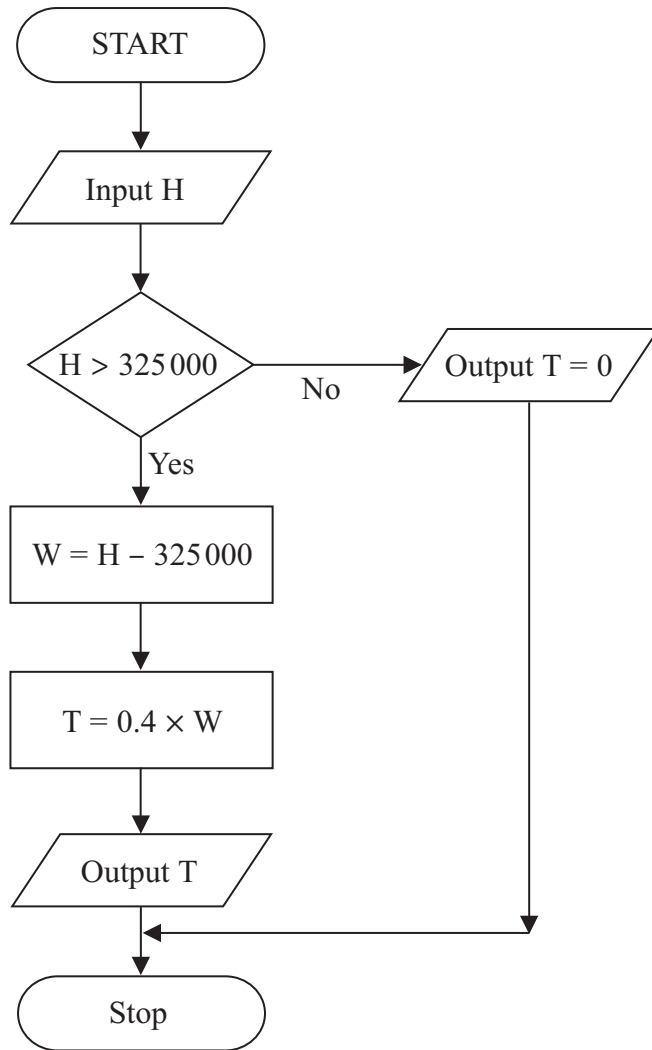 START
Input H
H > 325 000
No
Output T = 0
Yes
W = H – 325 000
T = 0.4 × W
Output T
Stop